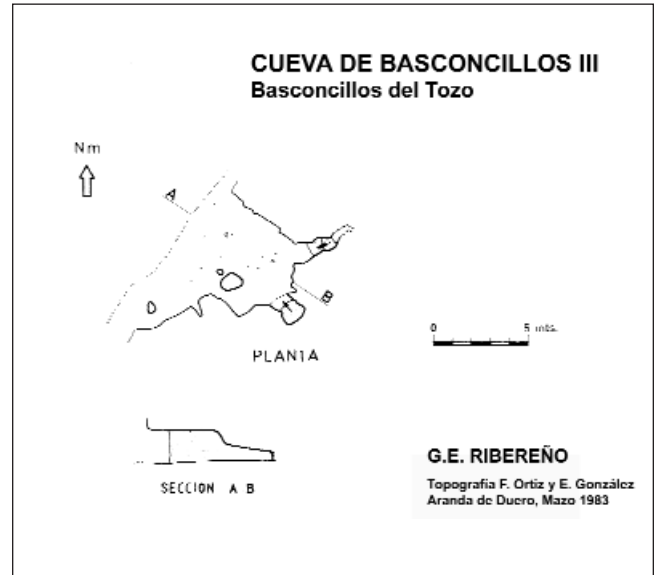 CUEVA DE BASCONCILLOS III
Basconcillos del Tozo
Nm
A
B
PLANTA
0 5 mts.
SECCION A B
G.E. RIBEREÑO
Topografía F. Ortiz y E. González
Aranda de Duero, Mazo 1983